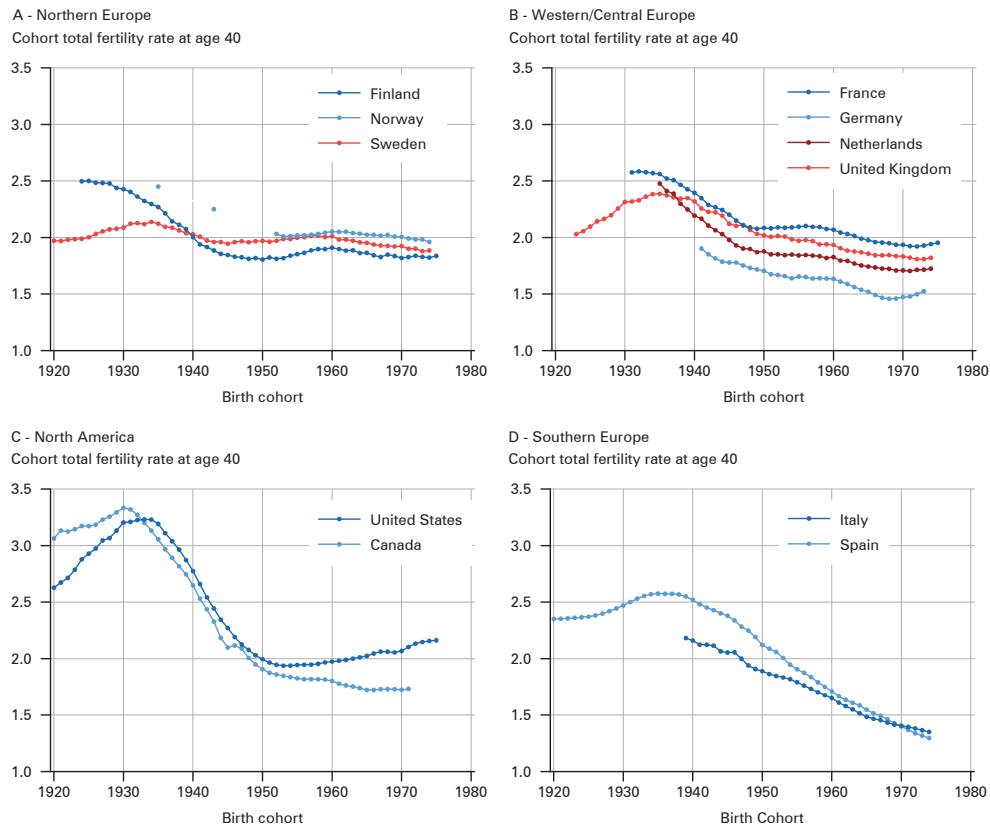 A - Northern Europe
Cohort total fertility rate at age 40
3.5
3.0
2.5
2.0
1.5
1.0
Finland
Norway
Sweden
1920 1930 1940 1950 1960 1970 1980
Birth cohort
B - Western/Central Europe
Cohort total fertility rate at age 40
3.5
3.0
2.5
2.0
1.5
1.0
France
Germany
Netherlands
United Kingdom
1920 1930 1940 1950 1960 1970 1980
Birth cohort
C - North America
Cohort total fertility rate at age 40
3.5
3.0
2.5
2.0
1.5
1.0
United States
Canada
1920 1930 1940 1950 1960 1970 1980
Birth cohort
D - Southern Europe
Cohort total fertility rate at age 40
3.5
3.0
2.5
2.0
1.5
1.0
Italy
Spain
1920 1930 1940 1950 1960 1970 1980
Birth Cohort